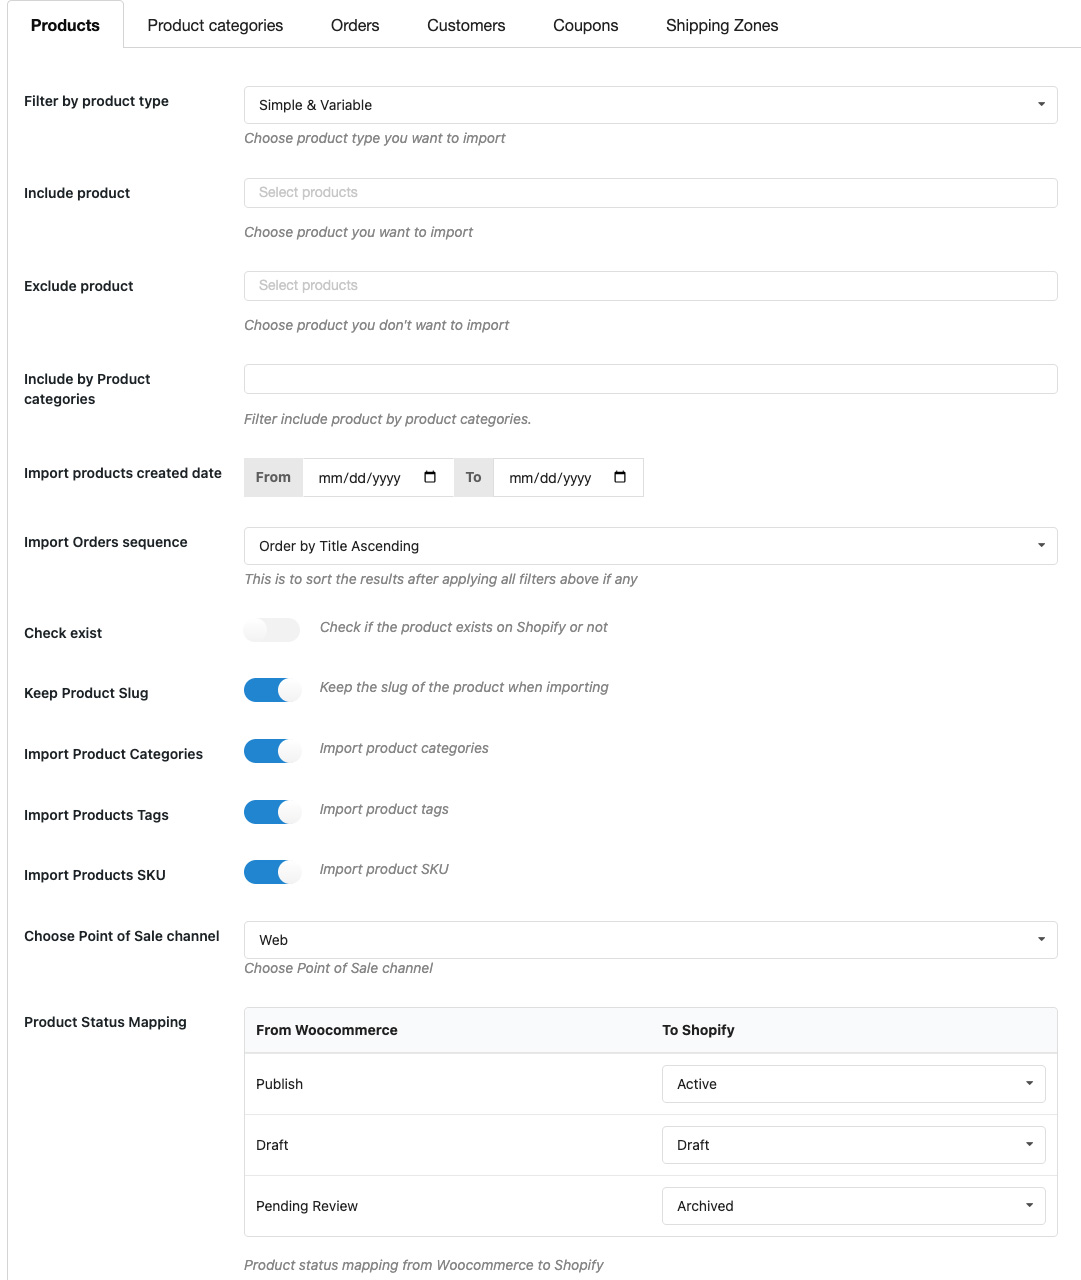 Products Product categories Orders Customers Coupons Shipping Zones
Filter by product type
Simple & Variable
Choose product type you want to import
Include product
Select products
Choose product you want to import
Exclude product
Select products
Choose product you don't want to import
Include by Product
categories
Filter include product by product categories.
Import products created date
From mm/dd/yyyy To mm/dd/yyyy
Import Orders sequence
Order by Title Ascending
This is to sort the results after applying all filters above if any
Check exist
Check if the product exists on Shopify or not
Keep Product Slug
Keep the slug of the product when importing
Import Product Categories
Import product categories
Import Products Tags
Import product tags
Import Products SKU
Import product SKU
Choose Point of Sale channel
Web
Choose Point of Sale channel
Product Status Mapping
From Woocommerce To Shopify
Publish Active
Draft Draft
Pending Review Archived
Product status mapping from Woocommerce to Shopify